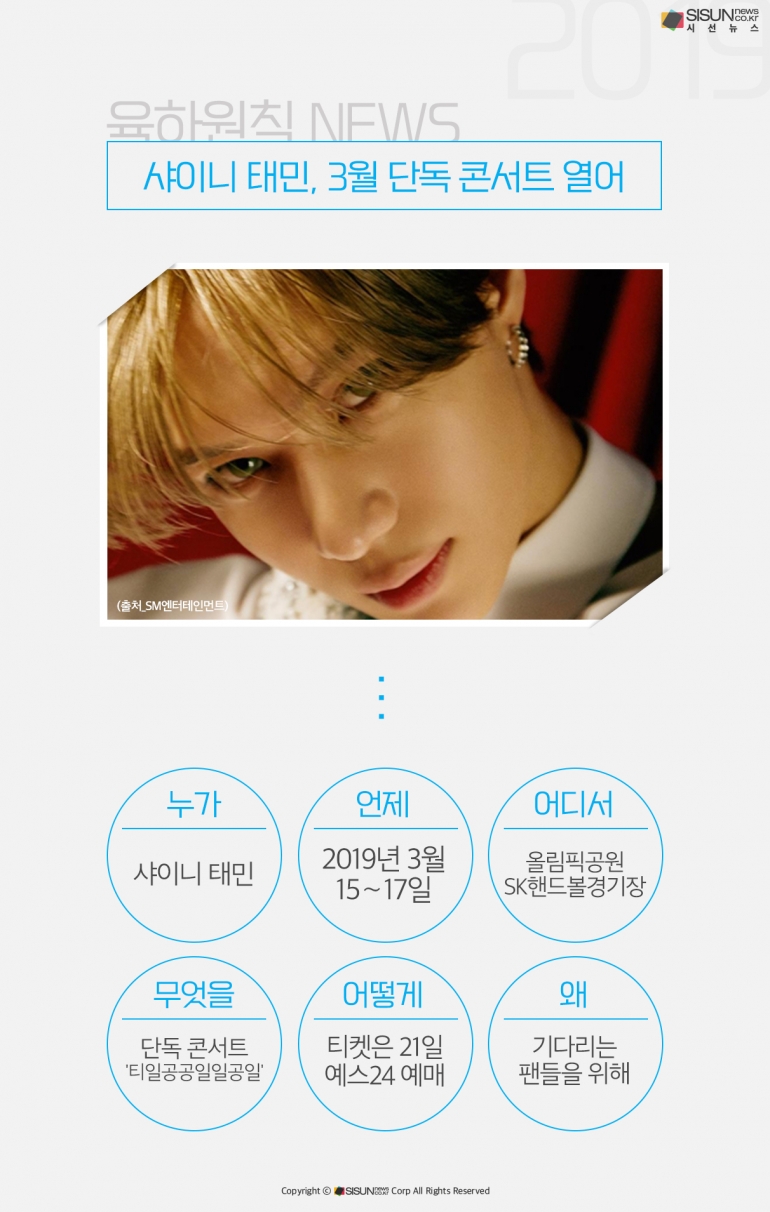 SISUN news
CO.KR
시선뉴스
2019
육하원칙 NEWS
샤이니 태민, 3월 단독 콘서트 열어
(출처_SM엔터테인먼트)
누가
샤이니 태민
언제
2019년 3월
15~17일
어디서
올림픽공원
SK핸드볼경기장
무엇을
단독 콘서트
'티일공공일일공일'
어떻게
티켓은 21일
예스24 예매
왜
기다리는
팬들을 위해
Copyright © SISUN news CO.KR Corp All Rights Reserved